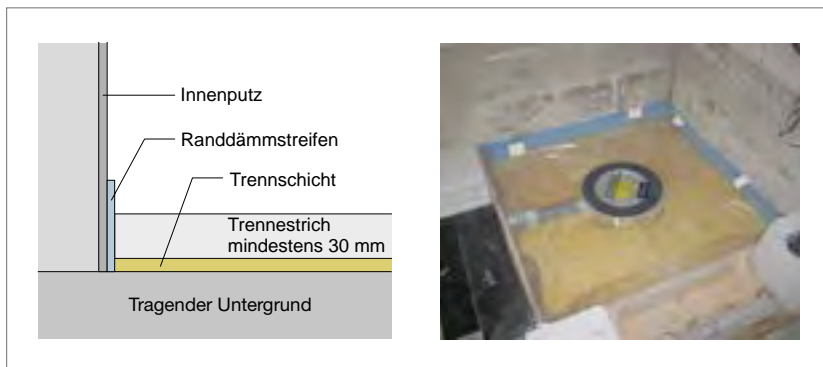 Innenputz
Randdämmstreifen
Trennschicht
Trennestrich
mindestens 30 mm
Tragender Untergrund